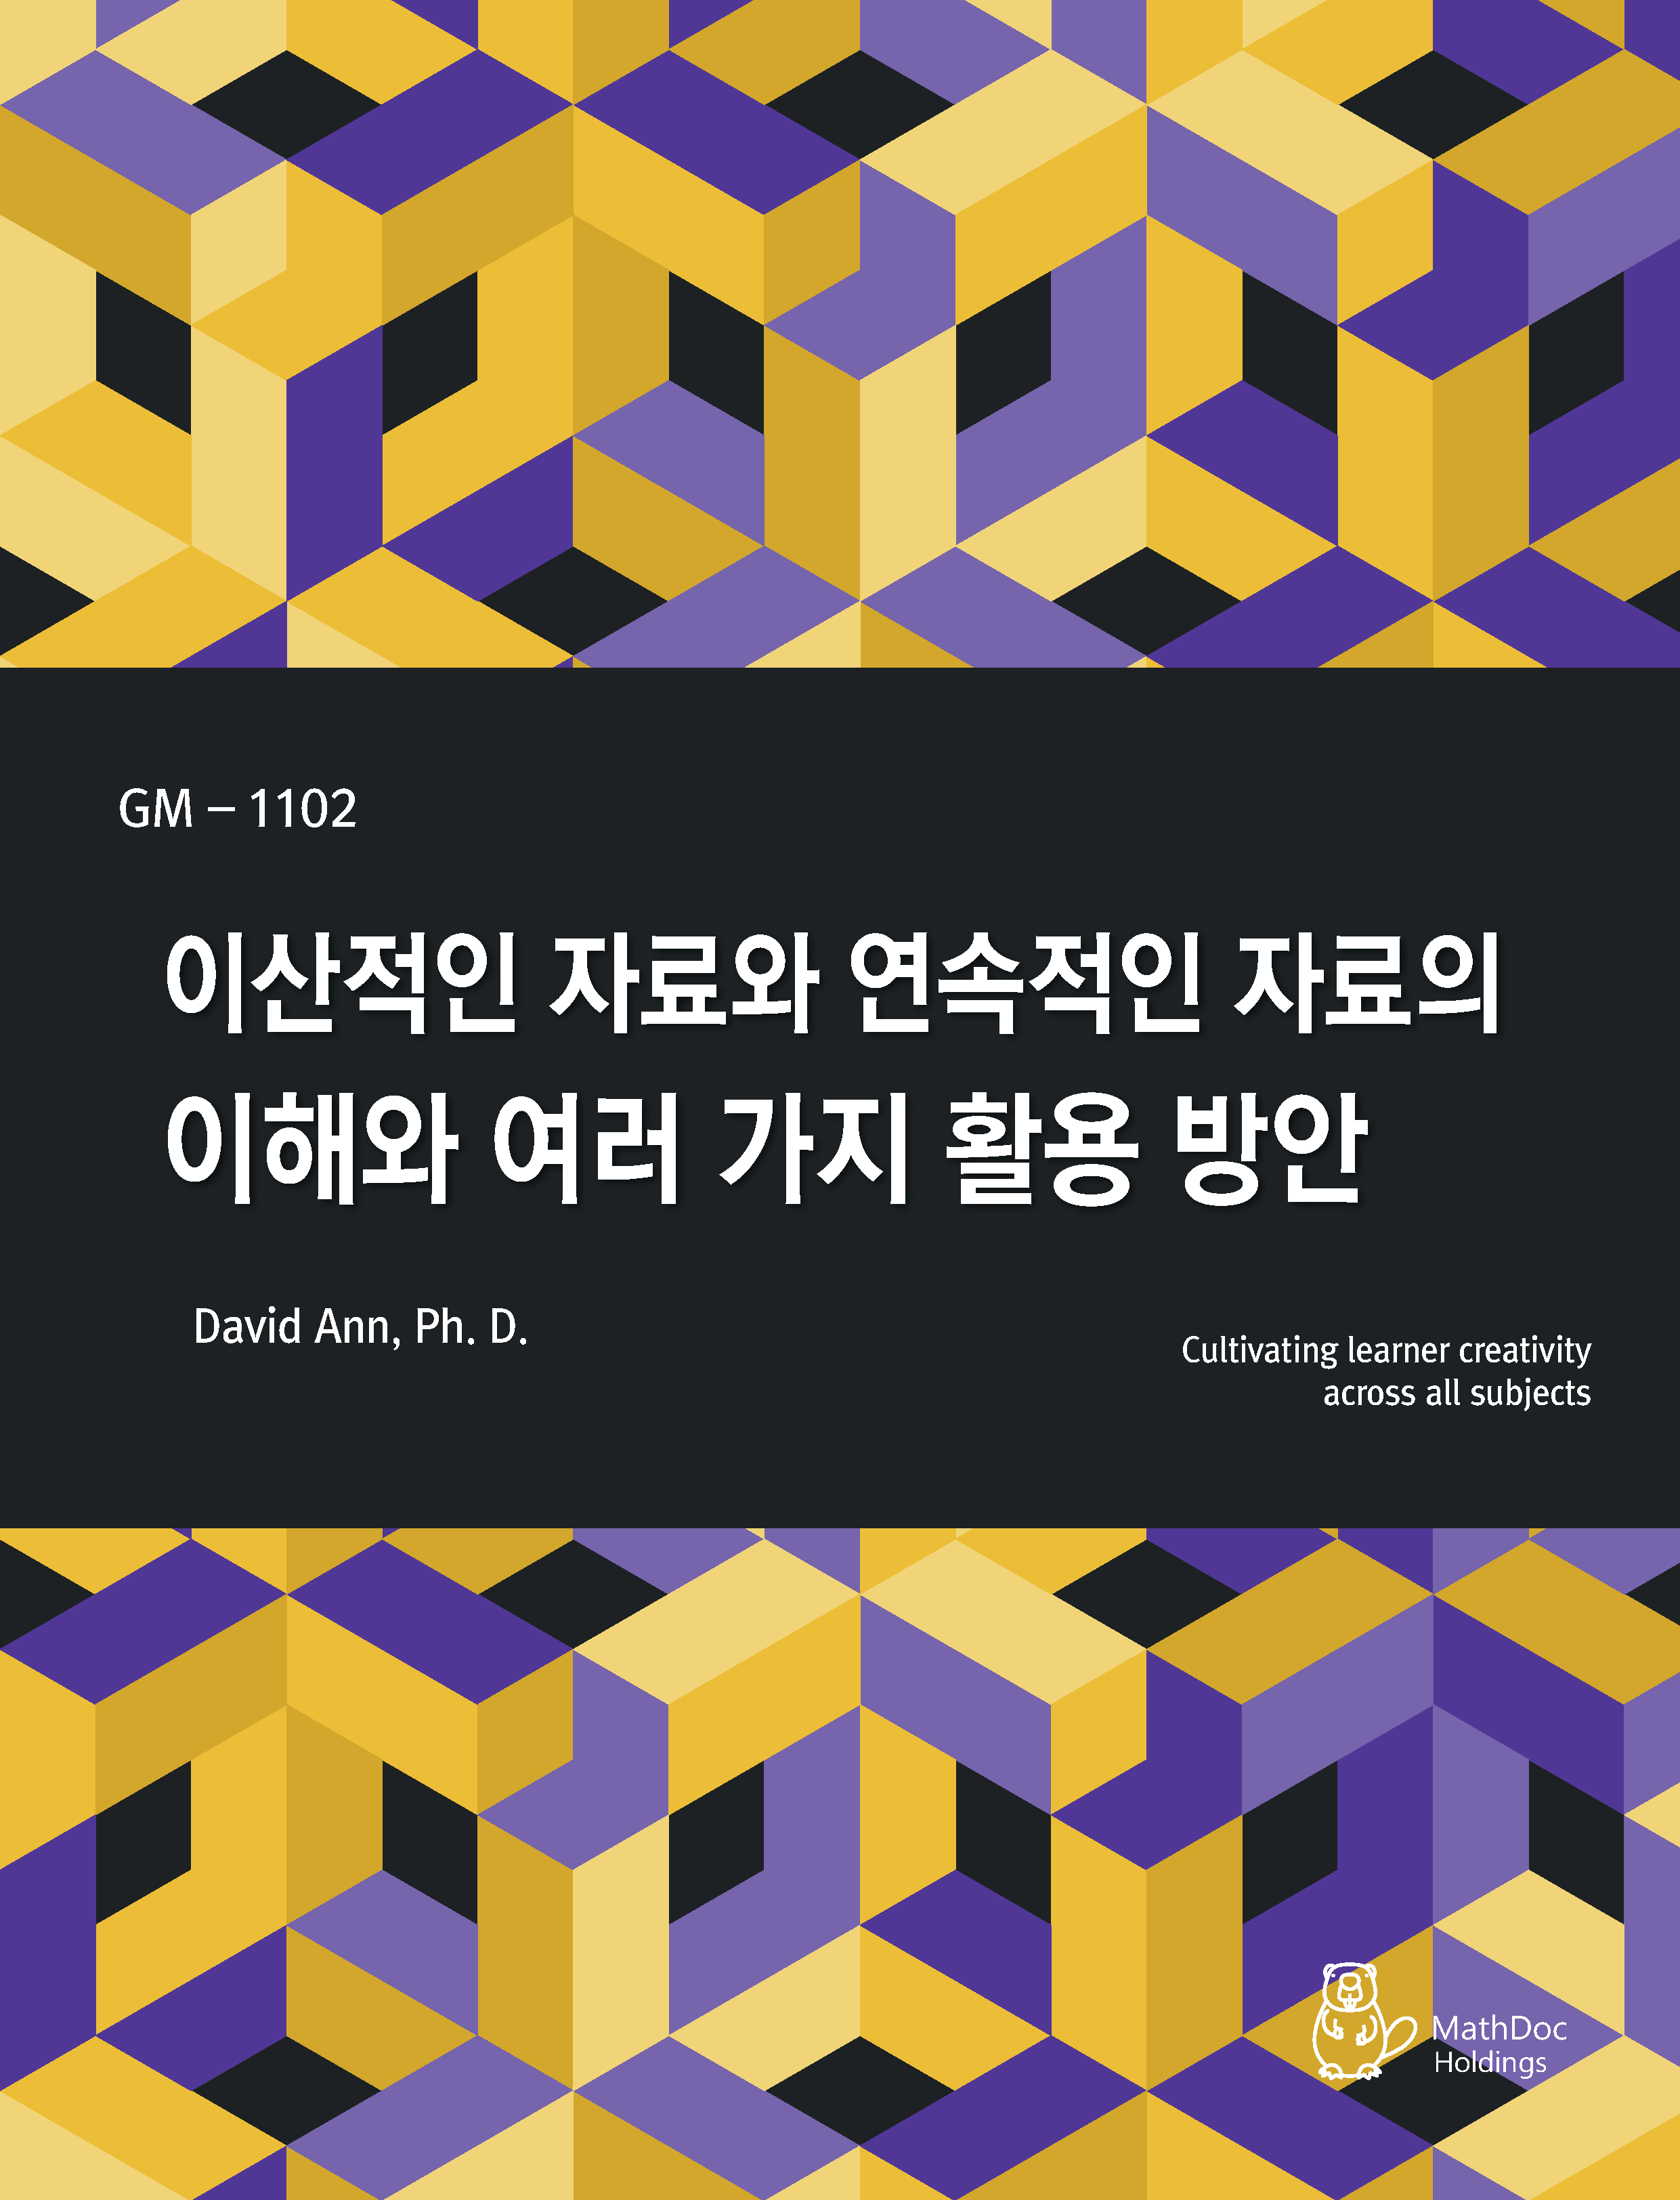 GM – 1102
이산적인 자료와 연속적인 자료의
이해와 여러 가지 활용 방안
David Ann, Ph. D.
Cultivating learner creativity
across all subjects
MathDoc
Holdings